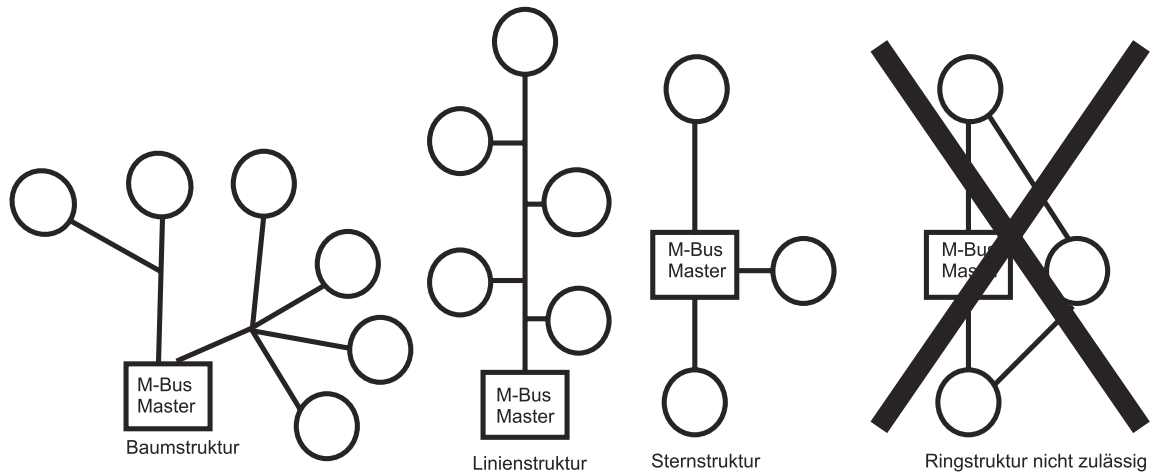 M-Bus
Master
Baumstruktur
M-Bus
Master
Linienstruktur
M-Bus
Master
Sternstruktur
M-Bus
Master
Ringstruktur nicht zulässig